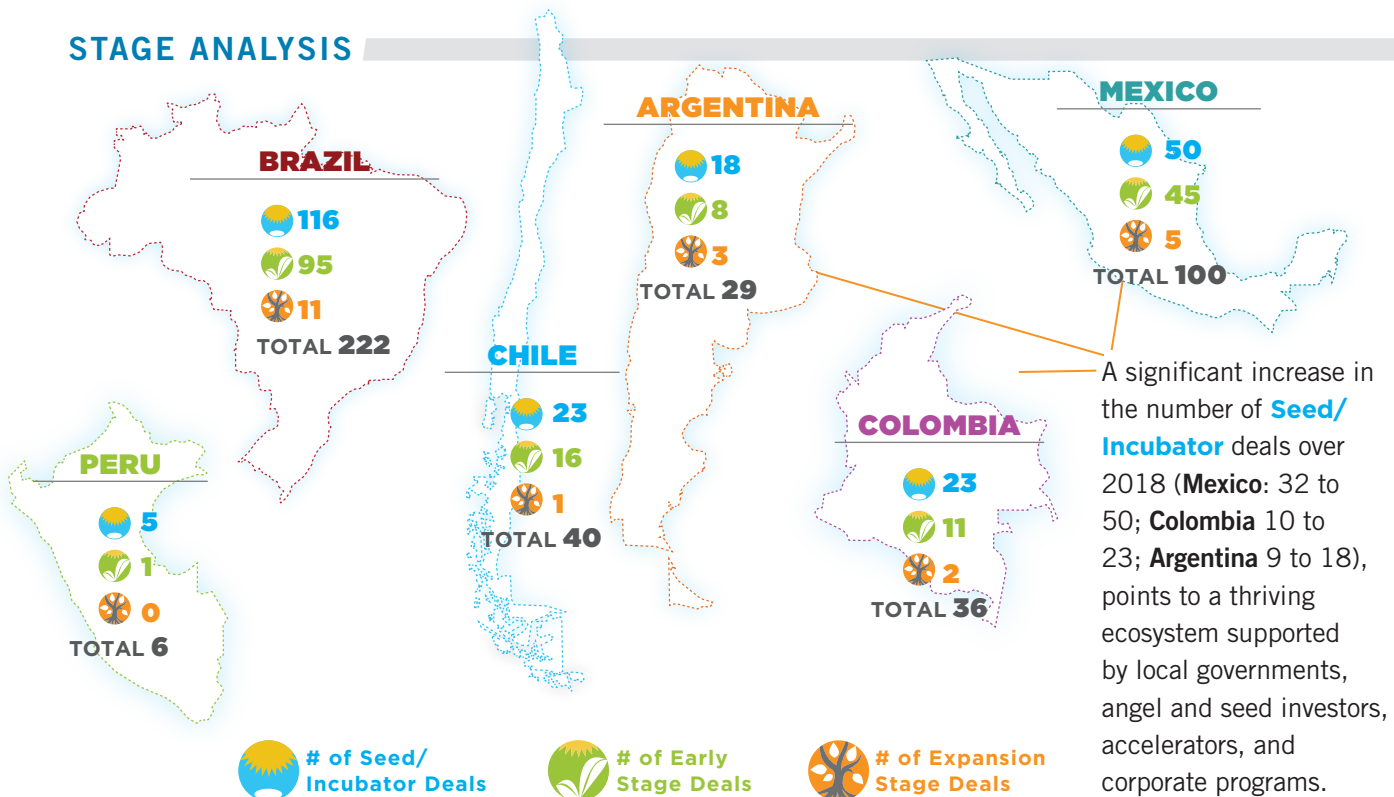 STAGE ANALYSIS
BRAZIL
116
95
11
TOTAL 222
PERU
5
1
0
TOTAL 6
CHILE
23
16
1
TOTAL 40
ARGENTINA
18
8
3
TOTAL 29
COLOMBIA
23
11
2
TOTAL 36
MEXICO
50
45
5
TOTAL 100
A significant increase in
the number of Seed/
Incubator deals over
2018 (Mexico: 32 to
50; Colombia 10 to
23; Argentina 9 to 18),
points to a thriving
ecosystem supported
by local governments,
angel and seed investors,
accelerators, and
corporate programs.
# of Seed/
Incubator Deals
# of Early
Stage Deals
# of Expansion
Stage Deals